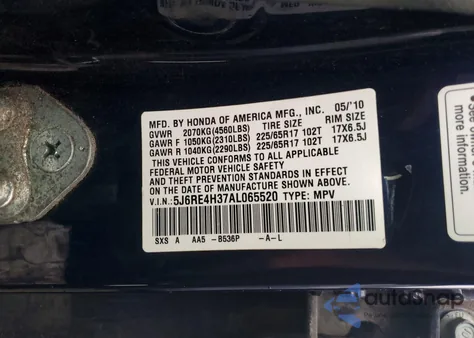 MFD. BY HONDA OF AMERICA MFG., INC. 05/'10
GVWR 2070KG(4560LBS) TIRE SIZE RIM SIZE
GAWR F 1050KG(2310LBS) 225/65R17 102T 17X6.5J
GAWR R 1040KG(2290LBS) 225/65R17 102T 17X6.5J
THIS VEHICLE CONFORMS TO ALL APPLICABLE
FEDERAL MOTOR VEHICLE SAFETY
AND THEFT PREVENTION STANDARDS IN EFFECT
ON THE DATE OF MANUFACTURE SHOWN ABOVE.
V.I.N.: 5J6RE4H37AL065520 TYPE: MPV
SXS A AA5 -B536P -A-L
autosnap